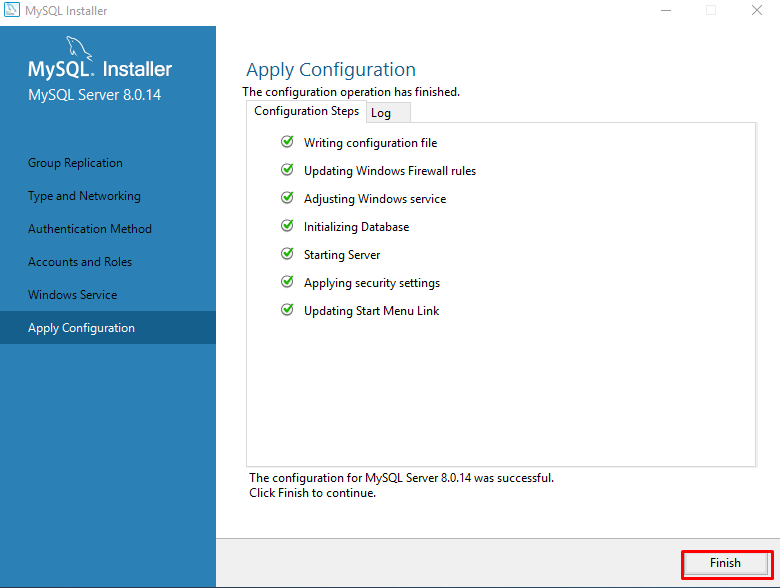 MySQL Installer
MySQL. Installer
MySQL Server 8.0.14
Group Replication
Type and Networking
Authentication Method
Accounts and Roles
Windows Service
Apply Configuration
Apply Configuration
The configuration operation has finished.
Configuration Steps Log
Writing configuration file
Updating Windows Firewall rules
Adjusting Windows service
Initializing Database
Starting Server
Applying security settings
Updating Start Menu Link
The configuration for MySQL Server 8.0.14 was successful.
Click Finish to continue.
Finish